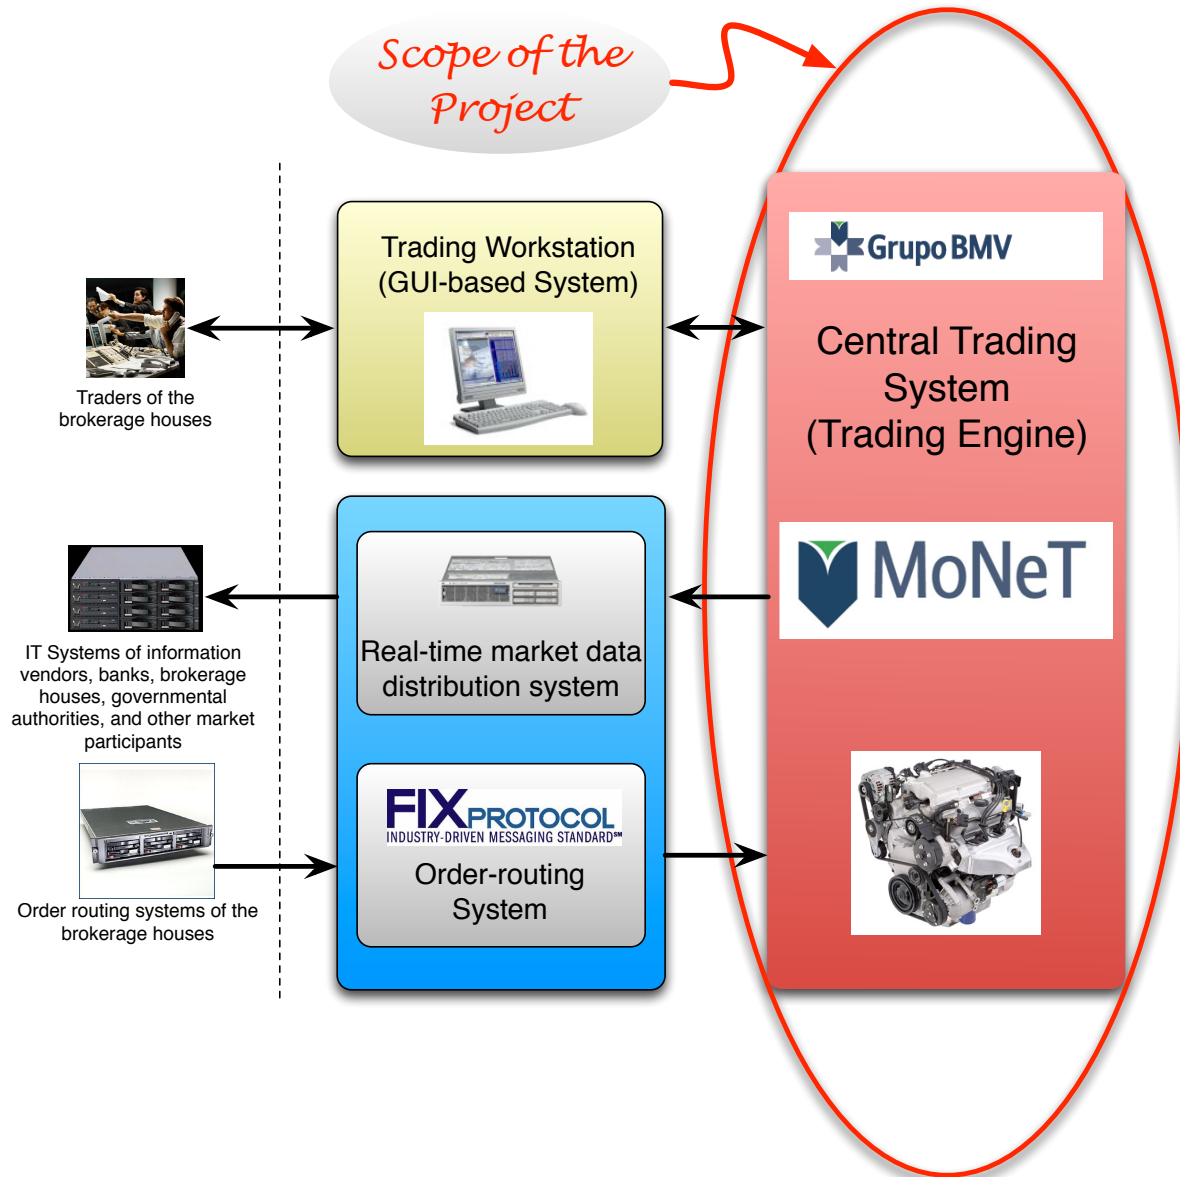 Scope of the
Project
Grupo BMV
Trading Workstation
(GUI-based System)
Central Trading
System
(Trading Engine)
Traders of the
brokerage houses
MoNeT
Real-time market data
distribution system
IT Systems of information
vendors, banks, brokerage
houses, governmental
authorities, and other market
participants
FIX PROTOCOL
INDUSTRY-DRIVEN MESSAGING STANDARD℠
Order-routing
System
Order routing systems of the
brokerage houses